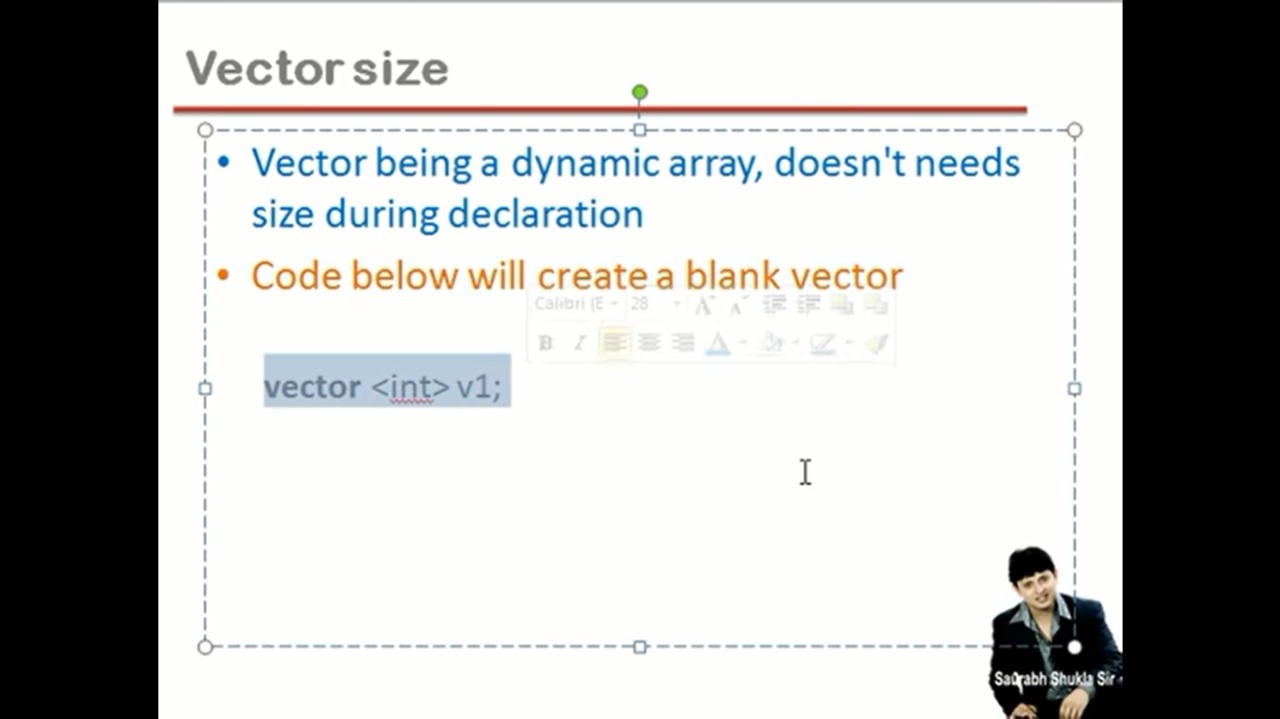 Vector size
• Vector being a dynamic array, doesn't needs
size during declaration
• Code below will create a blank vector
Calibri (E 28
B I A
vector <int> v1;
Saurabh Shukla Sir